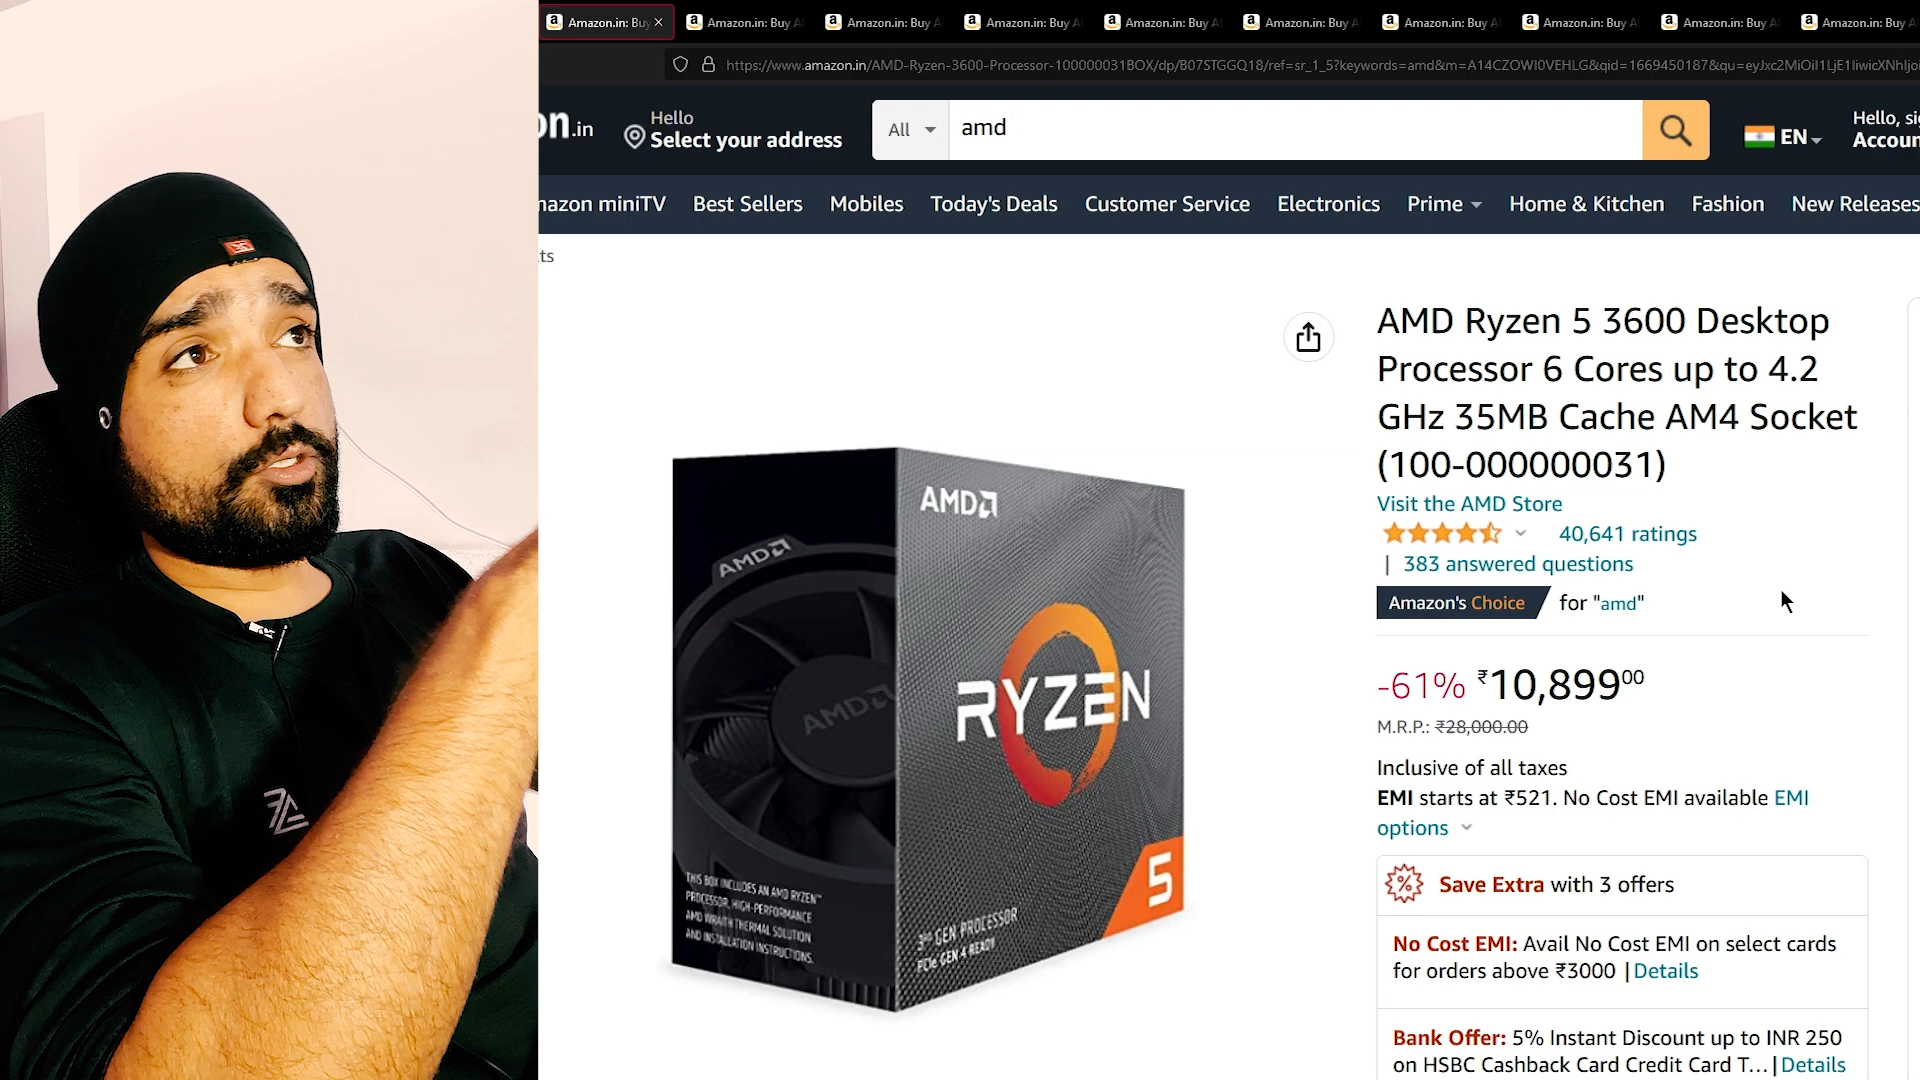 Amazon.in: Buy
Amazon.in: Buy A
Amazon.in: Buy A
Amazon.in: Buy A
Amazon.in: Buy A
Amazon.in: Buy A
Amazon.in: Buy A
Amazon.in: Buy A
Amazon.in: Buy A
Amazon.in: Buy A
https://www.amazon.in/AMD-Ryzen-3600-Processor-100000031BOX/dp/B07STGGQ18/ref=sr_1_5?keywords=amd&m=A14CZOWI0VEHLG&qid=1669450187&qu=
on.in
Hello
Select your address
All
amd
EN
Hello, si
Accoun
nazon miniTV Best Sellers Mobiles Today's Deals Customer Service Electronics Prime Home & Kitchen Fashion New Releases
ts
AMD Ryzen 5 3600 Desktop
Processor 6 Cores up to 4.2
GHz 35MB Cache AM4 Socket
(100-000000031)
Visit the AMD Store
40,641 ratings
| 383 answered questions
Amazon's Choice for "amd"
-61% ₹10,89900
M.R.P.: ₹28,000.00
Inclusive of all taxes
EMI starts at ₹521. No Cost EMI available EMI
options
Save Extra with 3 offers
No Cost EMI: Avail No Cost EMI on select cards
for orders above ₹3000 |Details
Bank Offer: 5% Instant Discount up to INR 250
on HSBC Cashback Card Credit Card T... |Details
AMD
AMD
AMD
RYZEN
5
3rd GEN PROCESSOR
PCIe GEN 4 READY
THIS BOX INCLUDES AN AMD RYZEN™
PROCESSOR, HIGH-PERFORMANCE
AMD WRAITH THERMAL SOLUTION
AND INSTALLATION INSTRUCTIONS.